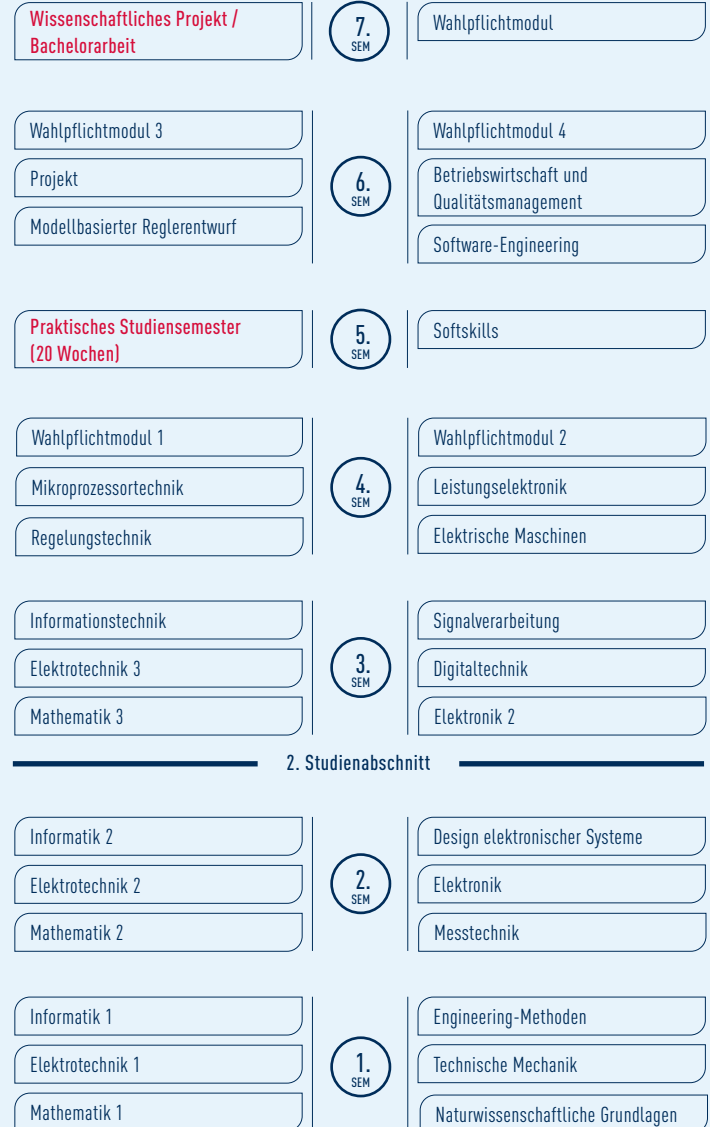 Wissenschaftliches Projekt /
Bachelorarbeit
7.
SEM
Wahlpflichtmodul
Wahlpflichtmodul 3
Projekt
Modellbasierter Reglerentwurf
6.
SEM
Wahlpflichtmodul 4
Betriebswirtschaft und
Qualitätsmanagement
Software-Engineering
Praktisches Studiensemester
(20 Wochen)
5.
SEM
Softskills
Wahlpflichtmodul 1
Mikroprozessortechnik
Regelungstechnik
4.
SEM
Wahlpflichtmodul 2
Leistungselektronik
Elektrische Maschinen
Informationstechnik
Elektrotechnik 3
Mathematik 3
3.
SEM
Signalverarbeitung
Digitaltechnik
Elektronik 2
2. Studienabschnitt
Informatik 2
Elektrotechnik 2
Mathematik 2
2.
SEM
Design elektronischer Systeme
Elektronik
Messtechnik
Informatik 1
Elektrotechnik 1
Mathematik 1
1.
SEM
Engineering-Methoden
Technische Mechanik
Naturwissenschaftliche Grundlagen